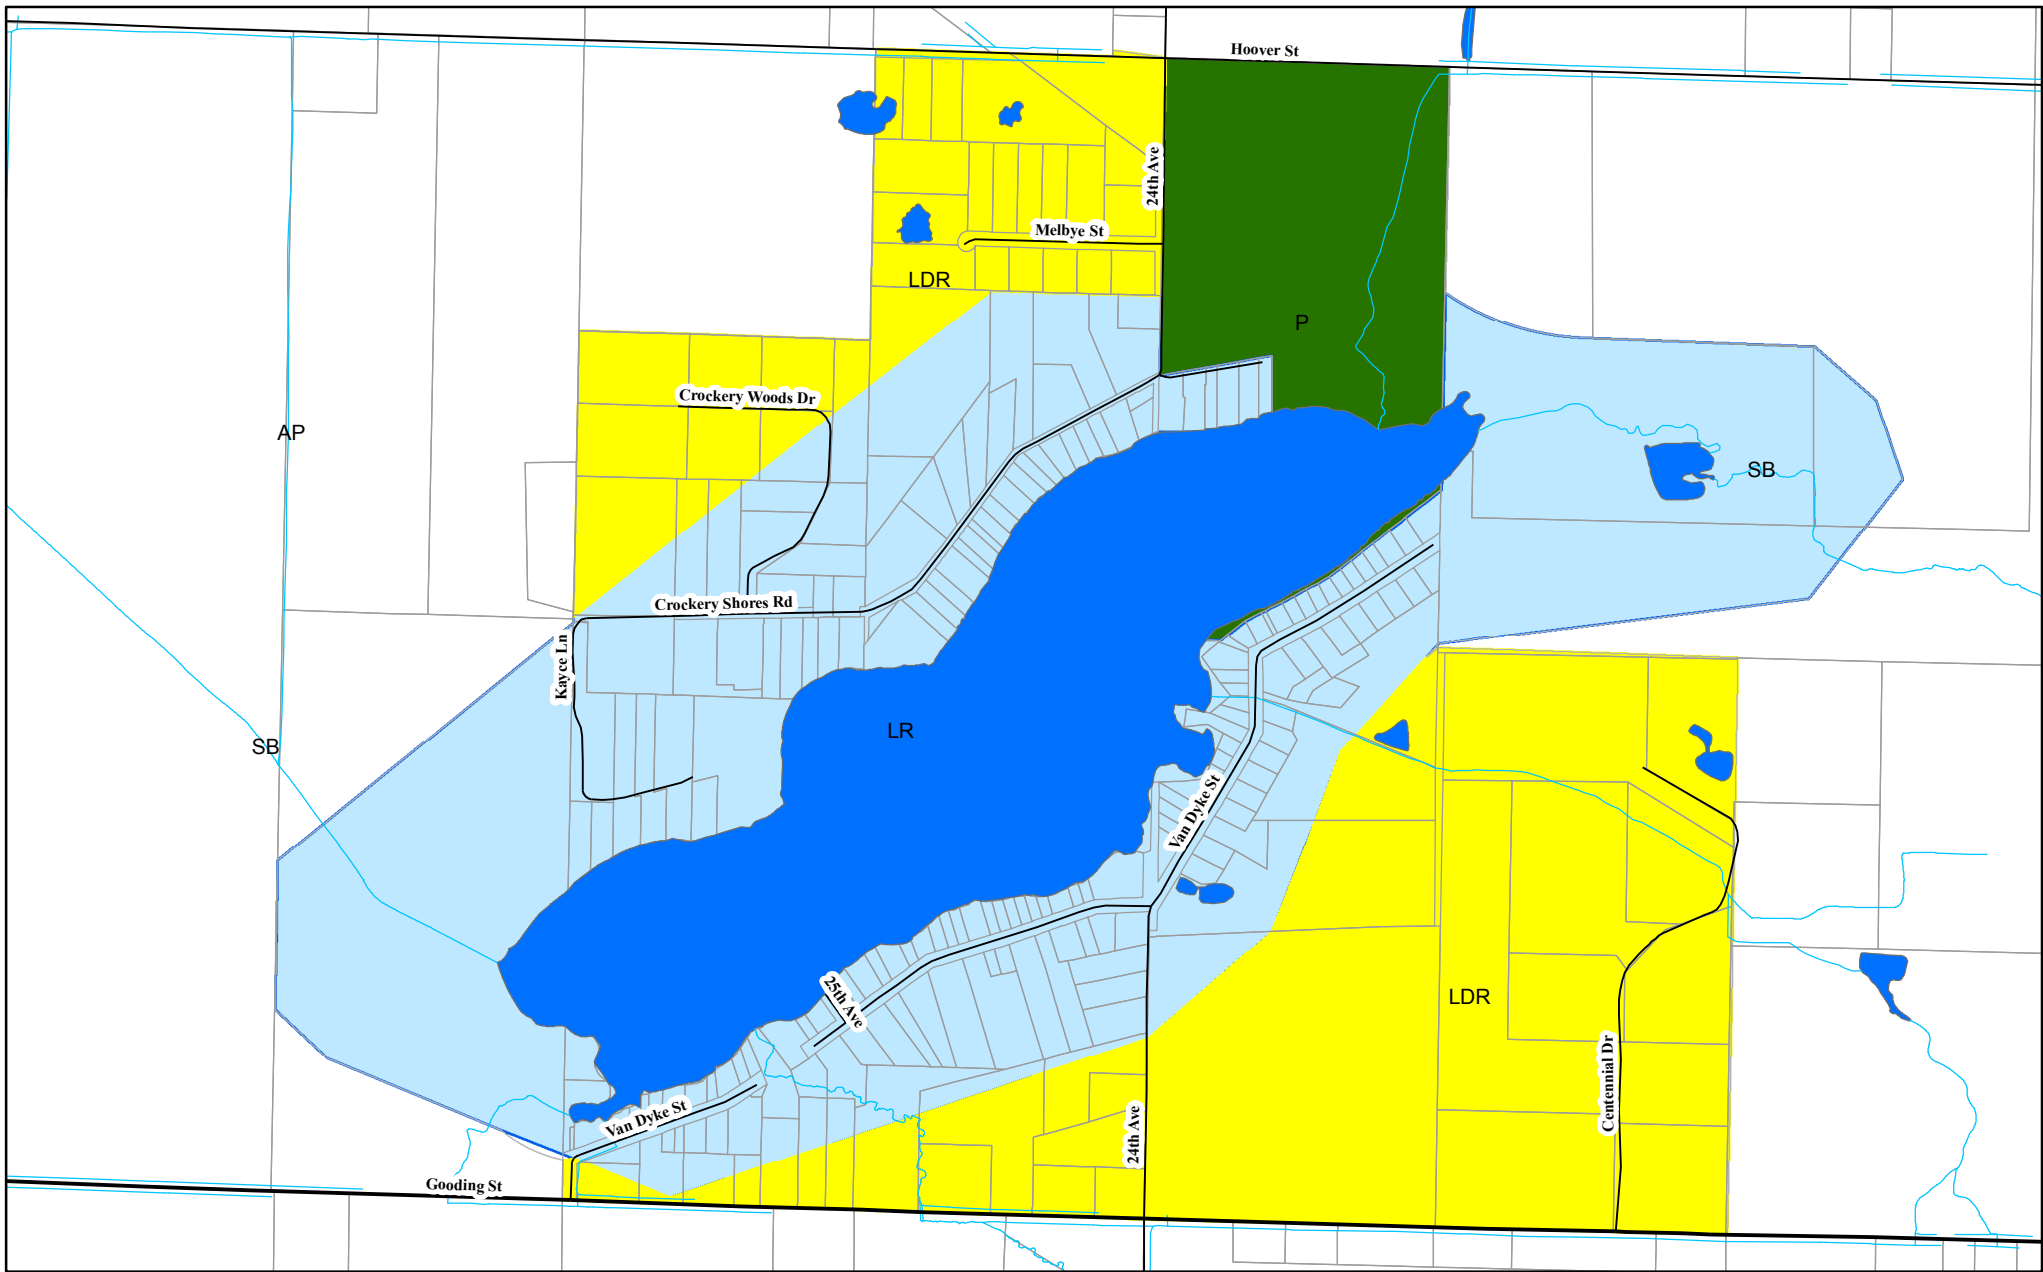 Hoover St
24th Ave
Melbye St
LDR
P
Crockery Woods Dr
AP
SB
Crockery Shores Rd
Kayce Ln
LR
SB
Van Dyke St
25th Ave
LDR
Centennial Dr
Van Dyke St
24th Ave
Gooding St